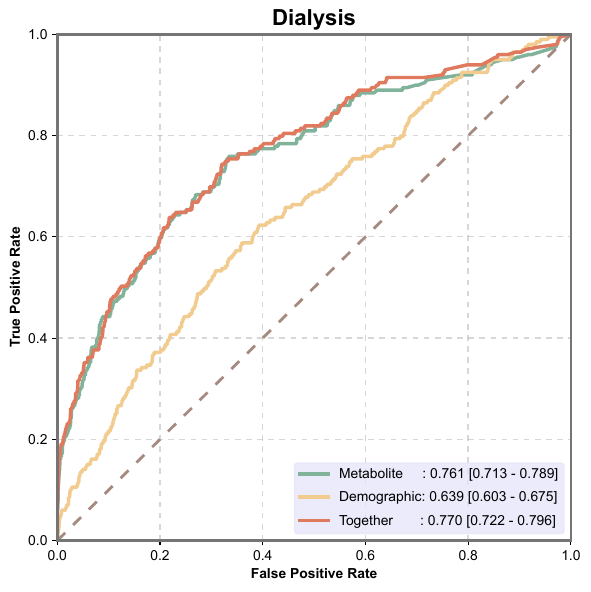 Dialysis
True Positive Rate
1.0
0.8
0.6
0.4
0.2
0.0
Metabolite : 0.761 [0.713 - 0.789]
Demographic: 0.639 [0.603 - 0.675]
Together : 0.770 [0.722 - 0.796]
0.0 0.2 0.4 0.6 0.8 1.0
False Positive Rate